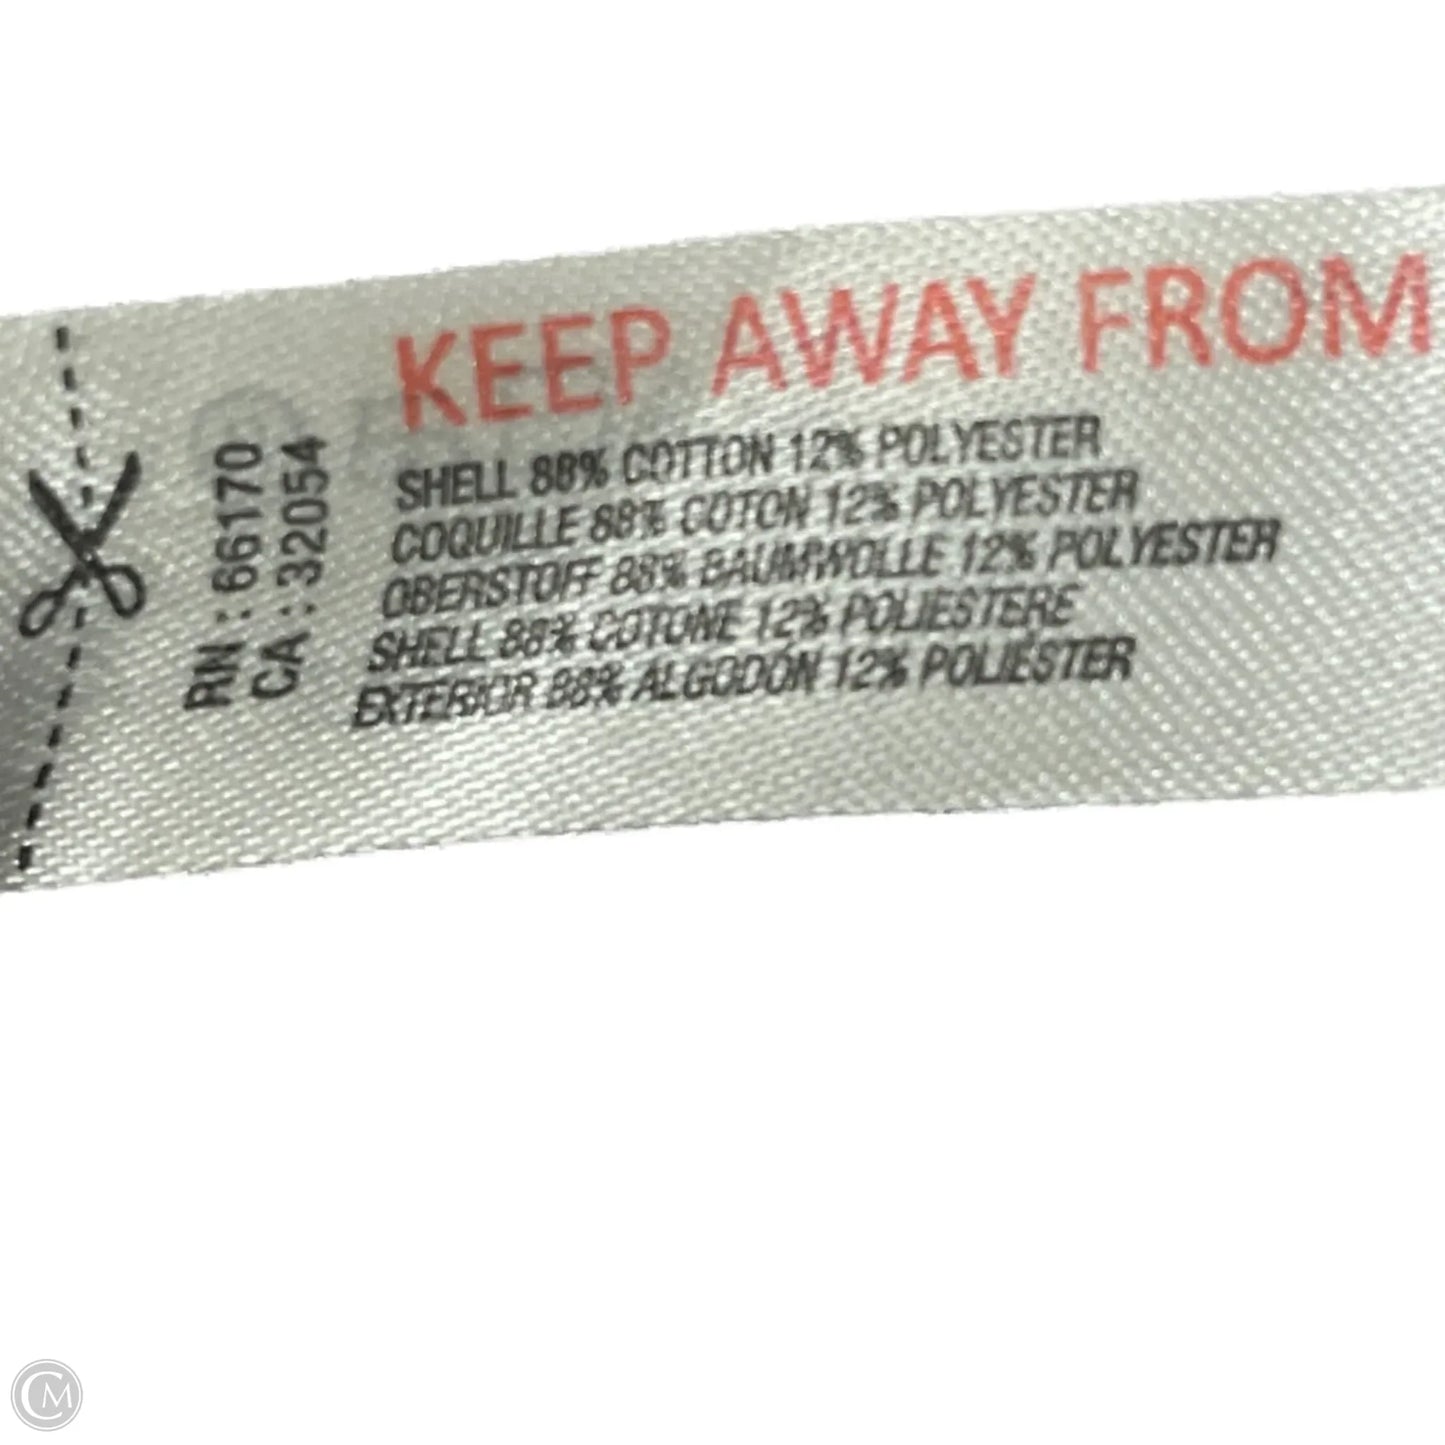 KEEP AWAY FROM
SHELL 88% COTTON 12% POLYESTER
COQUILLE 88% COTON 12% POLYESTER
OBERSTOFF 88% BAUMWOLLE 12% POLYESTER
SHELL 88% COTONE 12% POLIESTERE
EXTERIOR 88% ALGODÓN 12% POLIÉSTER
RN : 66170
CA : 32054
CM